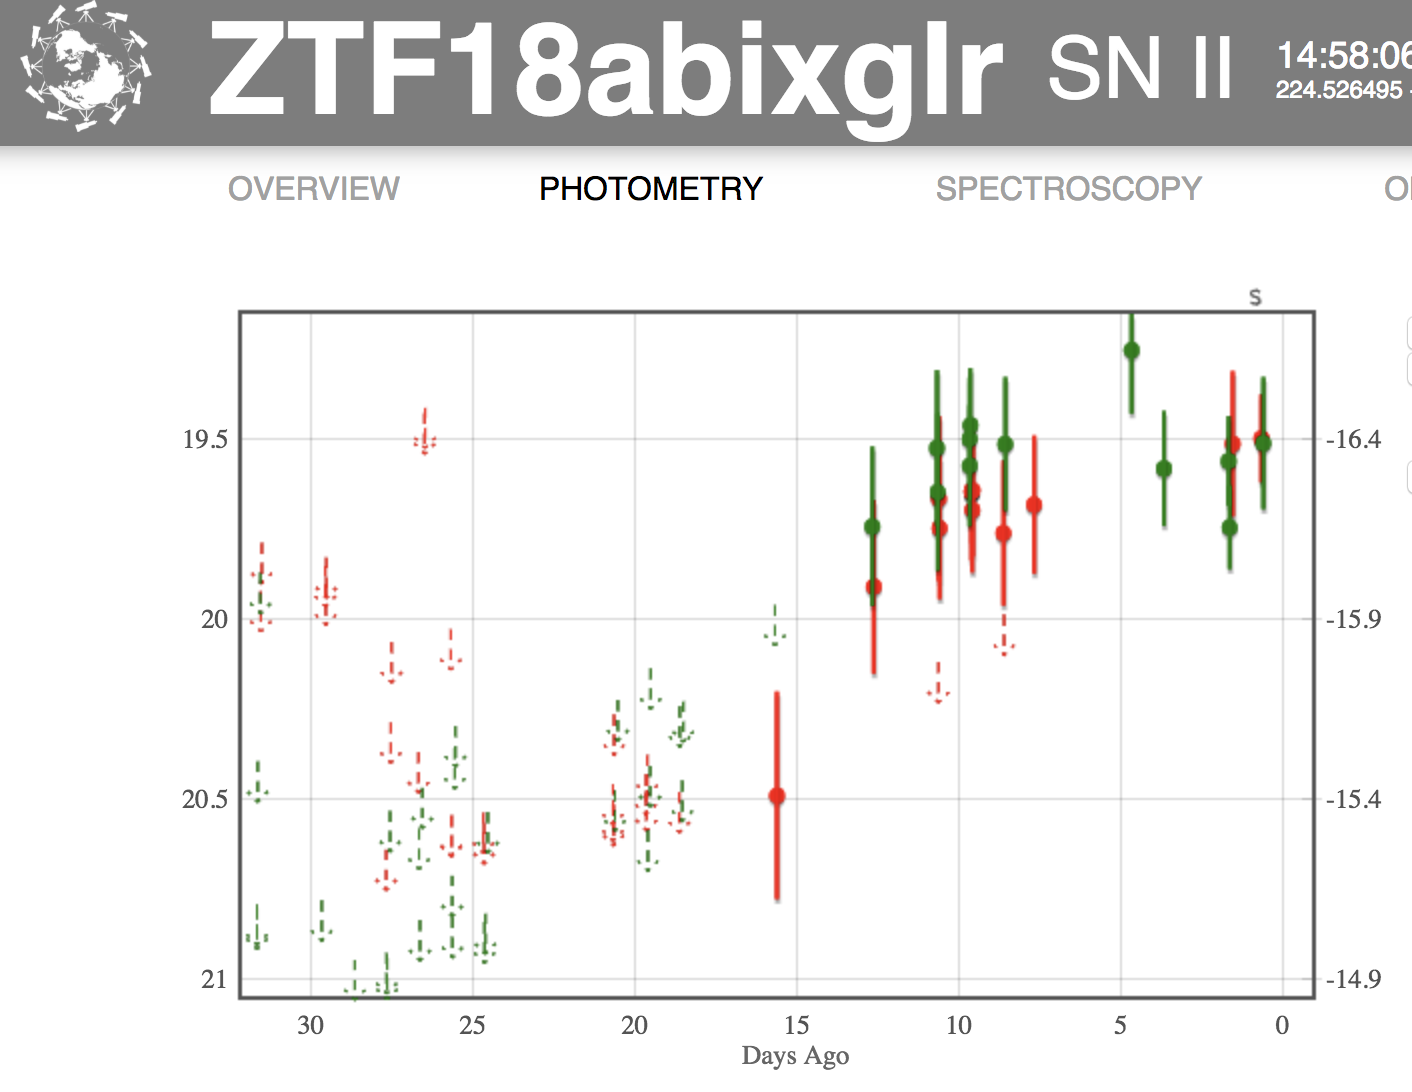 ZTF18abixglr SN II 14:58:06
224.526495 -
OVERVIEW PHOTOMETRY SPECTROSCOPY
S
19.5 -16.4
20 -15.9
20.5 -15.4
21 -14.9
30 25 20 15 10 5 0
Days Ago